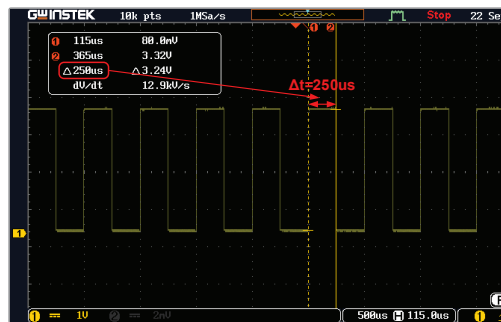 GWINSTEK 10k pts 1MSa/s Stop 22 Se
1 2
1 115us 80.0mV
2 365us 3.32V
△250us △3.24V
dV/dt 12.9kV/s
Δt=250us
1
F
1 1V 2 2mV 500us H 115.0us 1